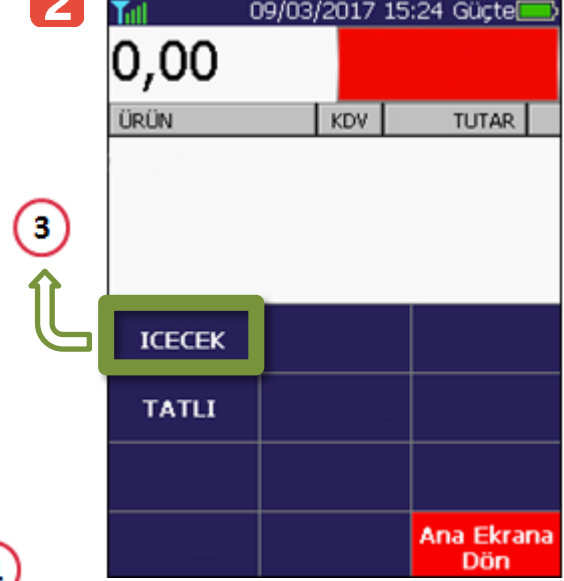 2
09/03/2017 15:24 Güçte
0,00
ÜRÜN KDV TUTAR
3
ICECEK
TATLI
Ana Ekrana
Dön